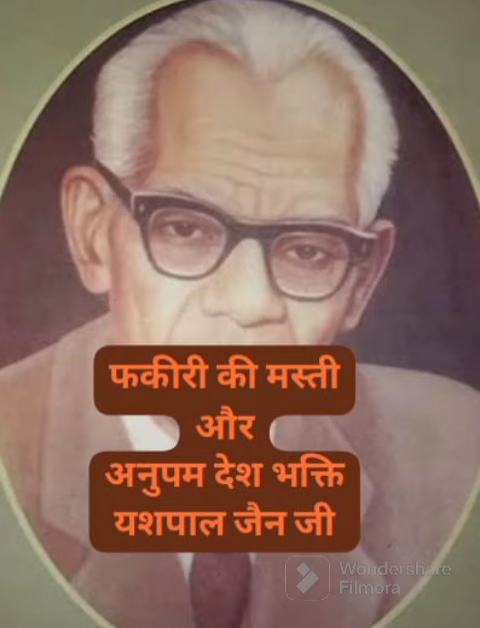 फकीरी की मस्ती
और
अनुपम देश भक्ति
यशपाल जैन जी
Wondershare
Filmora